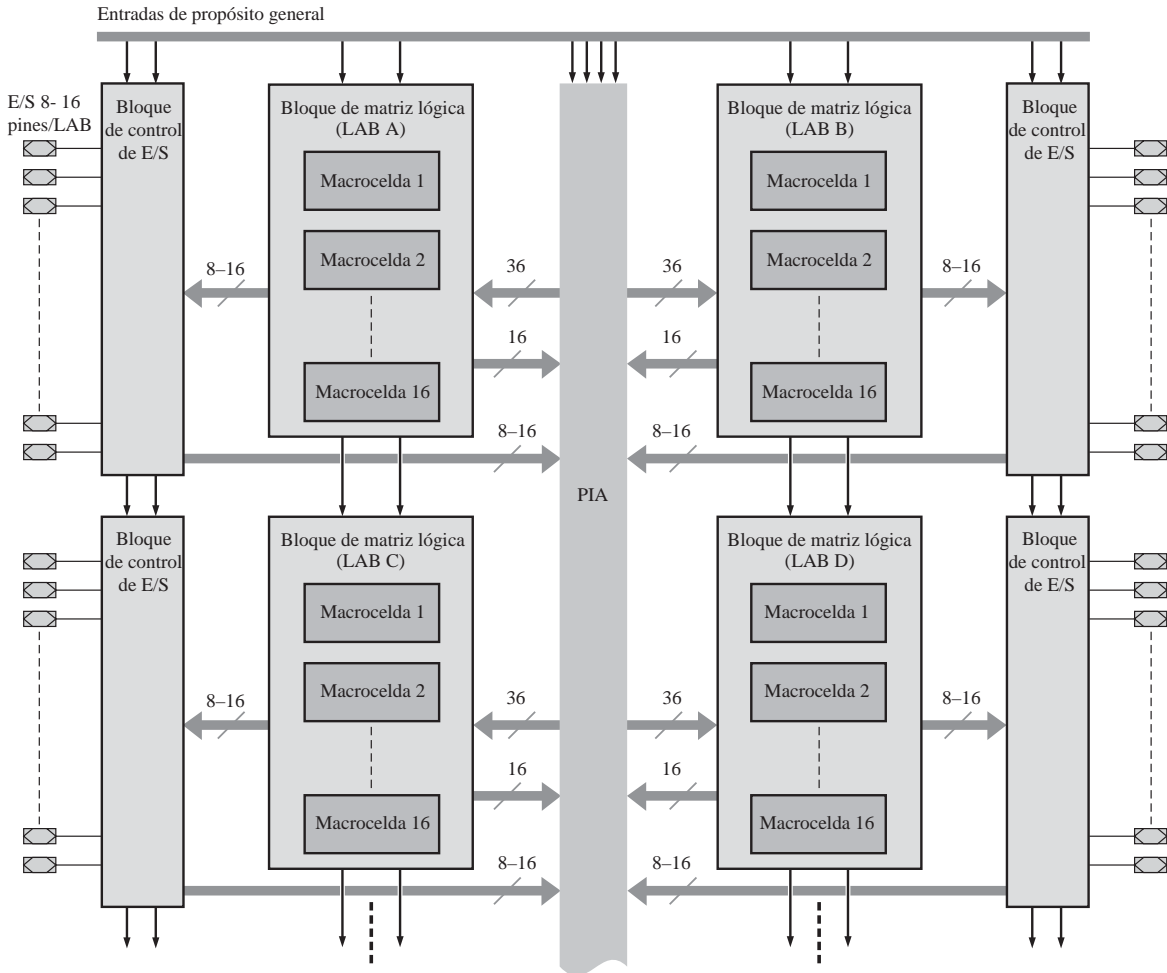 Entradas de propósito general
E/S 8- 16
pines/LAB
Bloque
de control
de E/S
Bloque de matriz lógica
(LAB A)
Macrocelda 1
Macrocelda 2
Macrocelda 16
Bloque de matriz lógica
(LAB B)
Macrocelda 1
Macrocelda 2
Macrocelda 16
Bloque
de control
de E/S
8–16
36
36
8–16
16
16
8–16
8–16
PIA
Bloque
de control
de E/S
Bloque de matriz lógica
(LAB C)
Macrocelda 1
Macrocelda 2
Macrocelda 16
Bloque de matriz lógica
(LAB D)
Macrocelda 1
Macrocelda 2
Macrocelda 16
Bloque
de control
de E/S
8–16
36
36
8–16
16
16
8–16
8–16